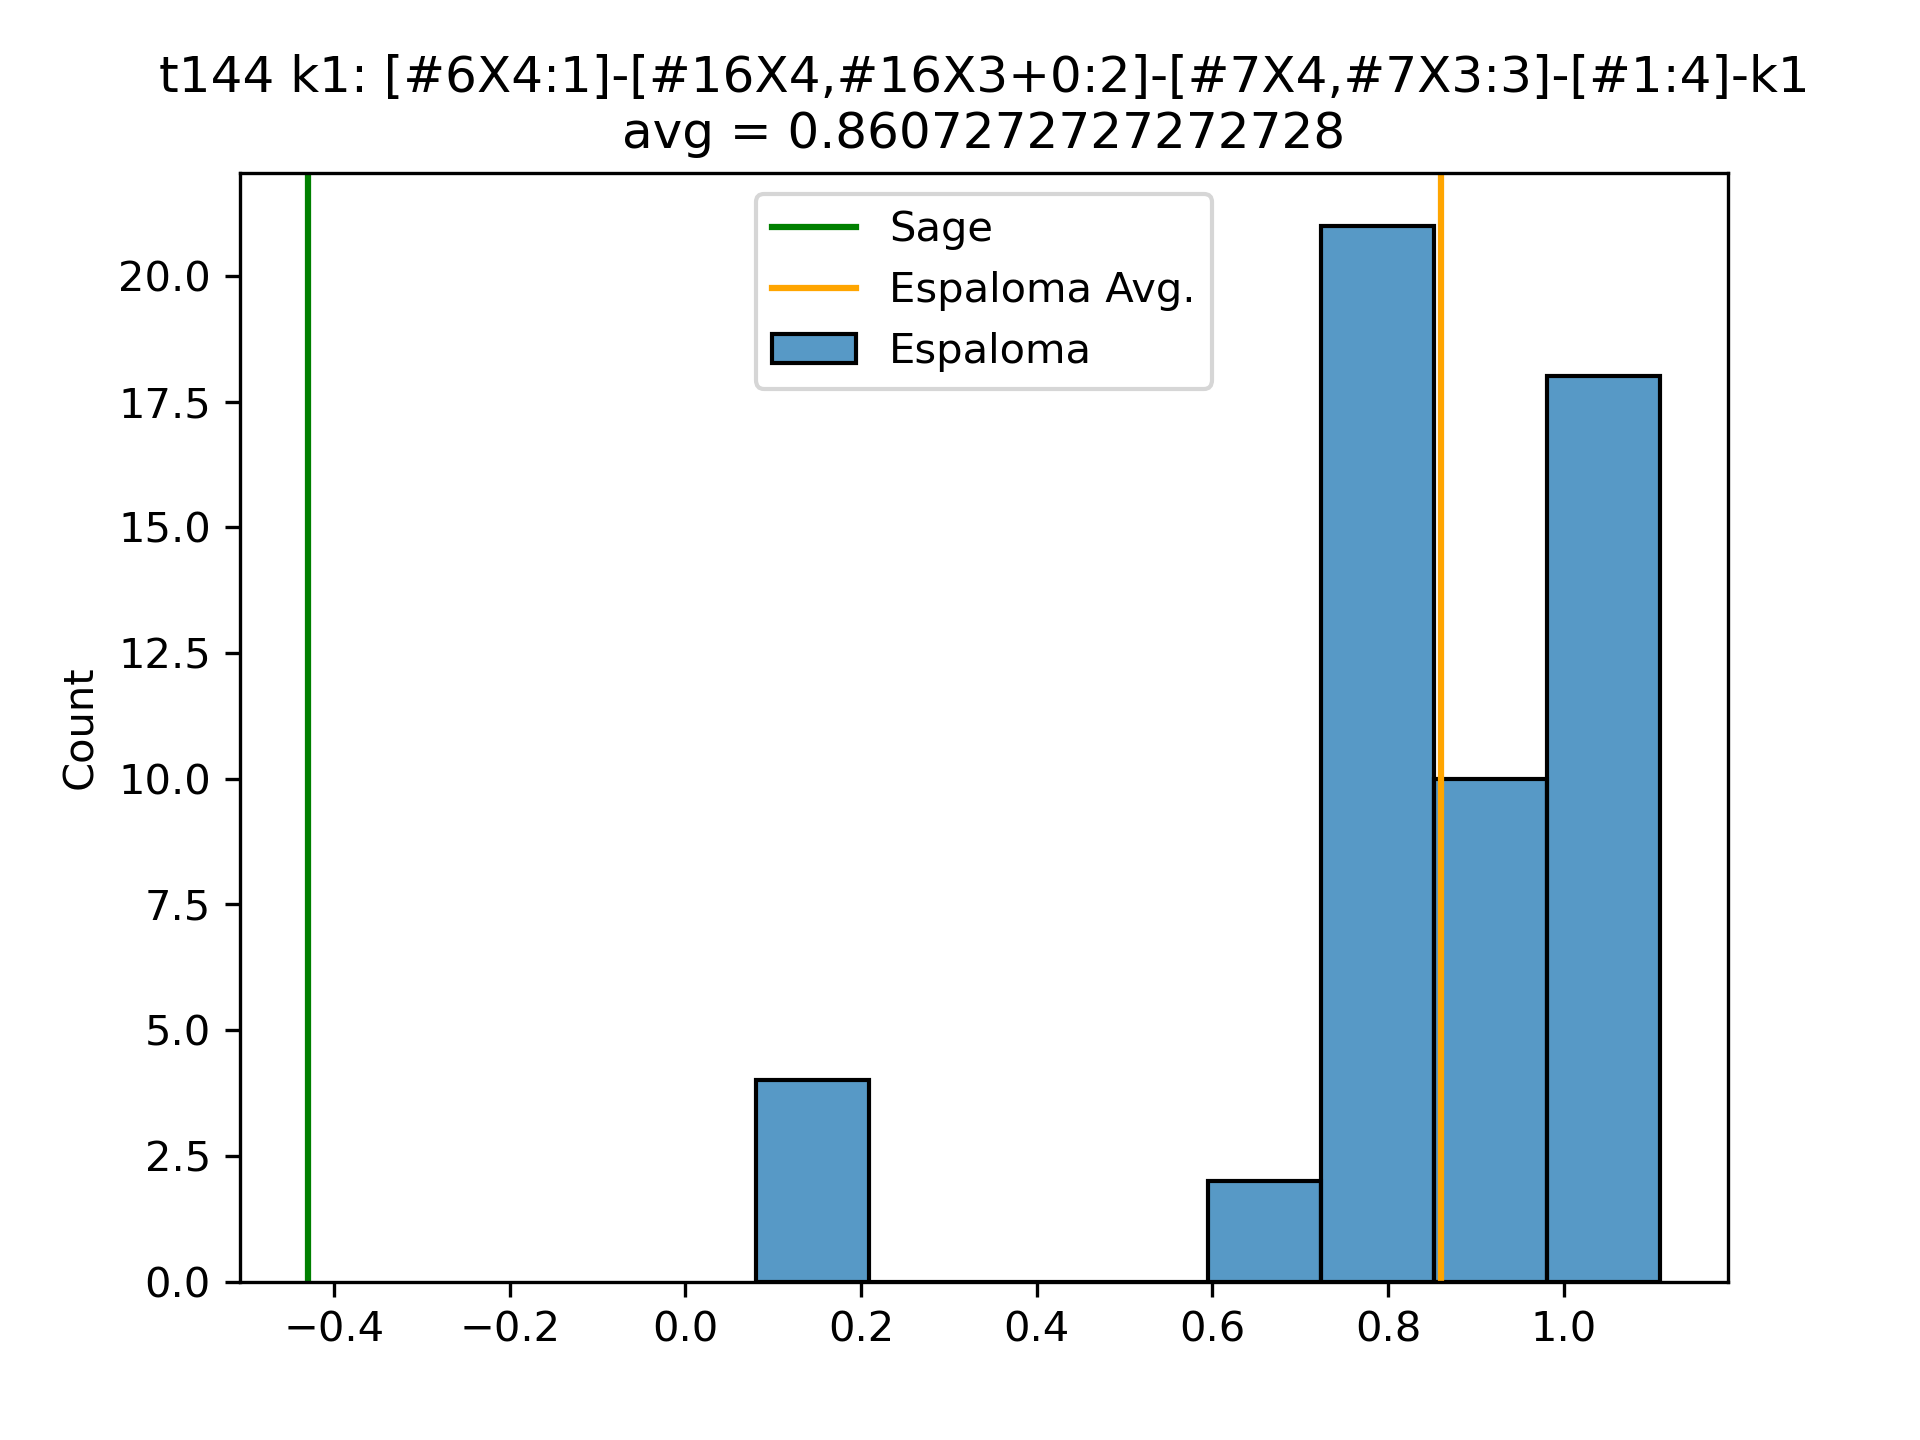 t144 k1: [#6X4:1]-[#16X4,#16X3+0:2]-[#7X4,#7X3:3]-[#1:4]-k1
avg = 0.8607272727272728
Sage
Espaloma Avg.
Espaloma
Count
20.0
17.5
15.0
12.5
10.0
7.5
5.0
2.5
0.0
−0.4 −0.2 0.0 0.2 0.4 0.6 0.8 1.0